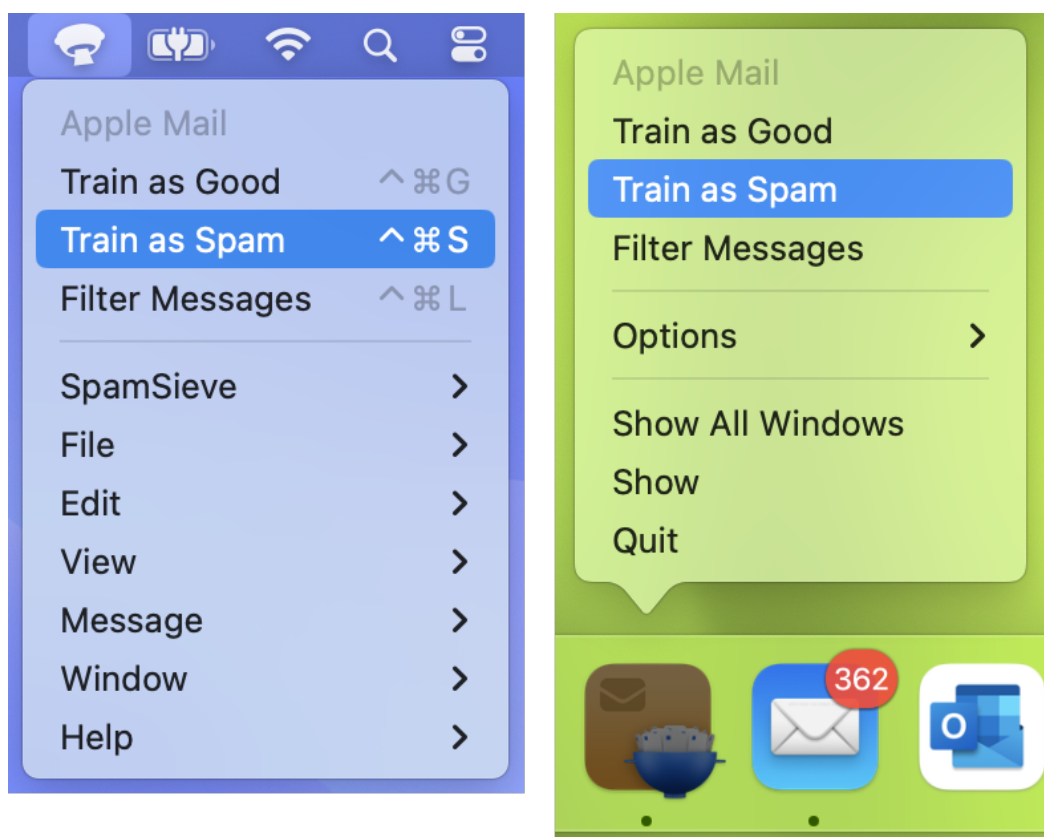 Apple Mail
Train as Good ^⌘G
Train as Spam ^⌘S
Filter Messages ^⌘L
SpamSieve
File
Edit
View
Message
Window
Help
Apple Mail
Train as Good
Train as Spam
Filter Messages
Options
Show All Windows
Show
Quit
362
O